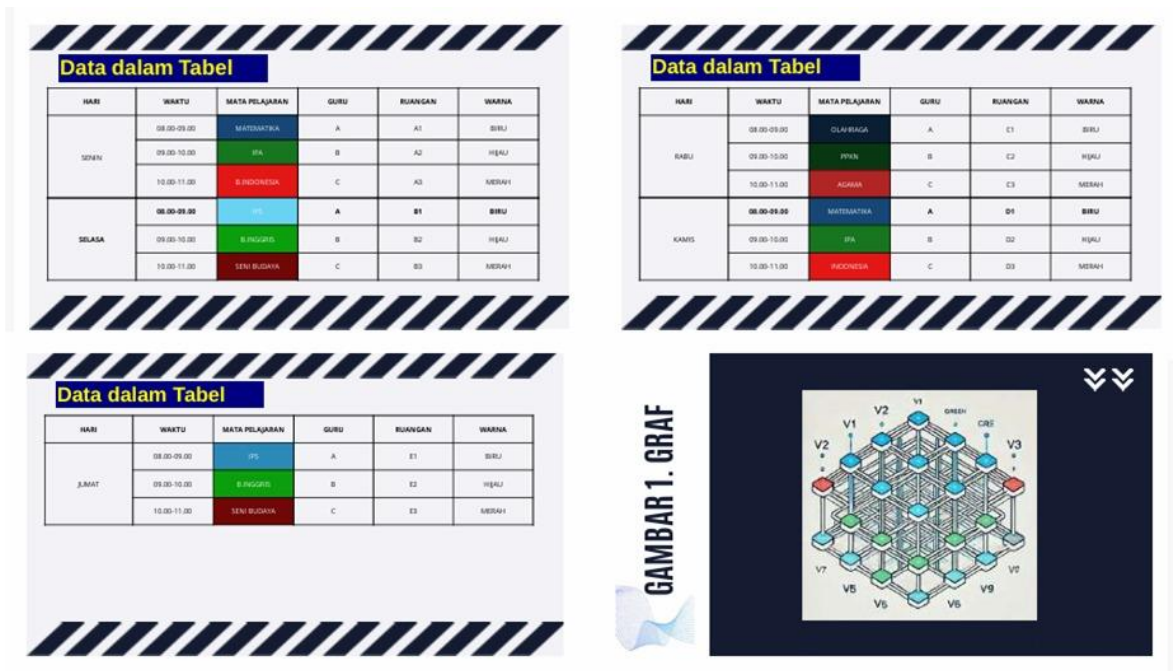 Data dalam Tabel
HARI WAKTU MATA PELAJARAN GURU RUANGAN WARNA
SENIN
08.00-09.00 MATEMATIKA A A1 BIRU
09.00-10.00 IPA B A2 HIJAU
10.00-11.00 B.INDONESIA C A3 MERAH
SELASA
08.00-09.00 IPS A B1 BIRU
09.00-10.00 B.INGGRIS B B2 HIJAU
10.00-11.00 SENI BUDAYA C B3 MERAH
Data dalam Tabel
HARI WAKTU MATA PELAJARAN GURU RUANGAN WARNA
RABU
08.00-09.00 OLAHRAGA A C1 BIRU
09.00-10.00 PPKN B C2 HIJAU
10.00-11.00 AGAMA C C3 MERAH
KAMIS
08.00-09.00 MATEMATIKA A D1 BIRU
09.00-10.00 IPA B D2 HIJAU
10.00-11.00 INDONESIA C D3 MERAH
Data dalam Tabel
HARI WAKTU MATA PELAJARAN GURU RUANGAN WARNA
JUMAT
08.00-09.00 IPS A E1 BIRU
09.00-10.00 B.INGGRIS B E2 HIJAU
10.00-11.00 SENI BUDAYA C E3 MERAH
GAMBAR 1. GRAF
V1
V2 GREEN
V1
V2 V3
V7
V5 V9
V6 V6